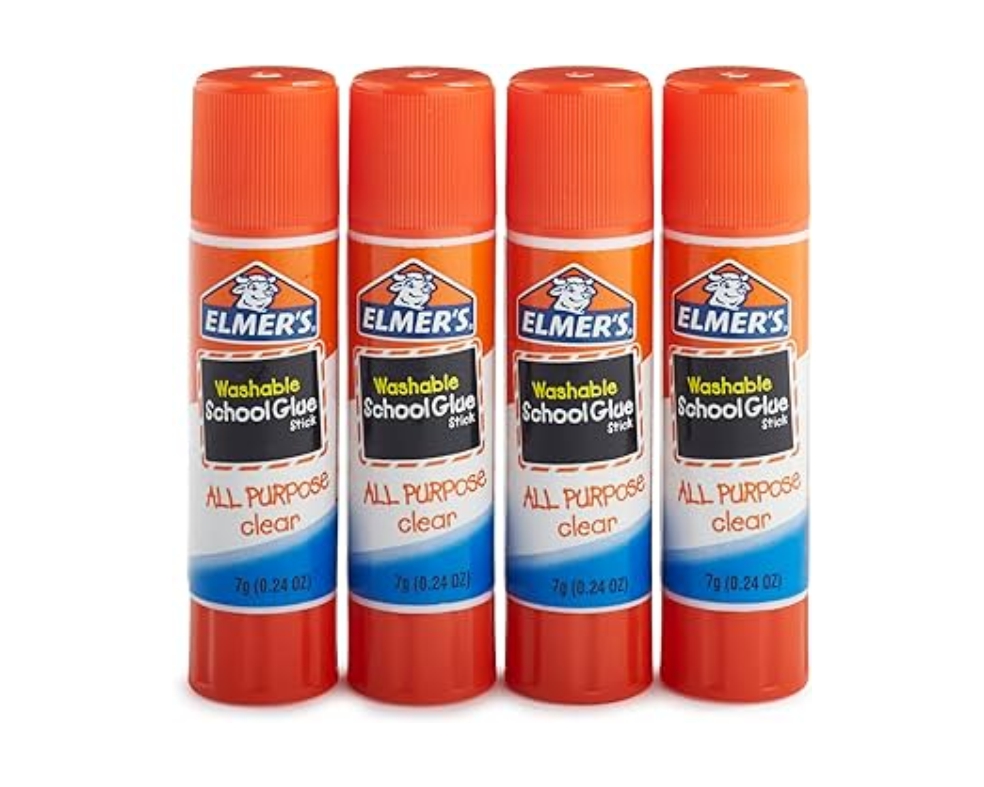 ELMER'S
Washable
School Glue
Stick
ALL PURPOSE
clear
7g (0.24 OZ)
ELMER'S
Washable
School Glue
Stick
ALL PURPOSE
clear
7g (0.24 OZ)
ELMER'S
Washable
School Glue
Stick
ALL PURPOSE
clear
7g (0.24 OZ)
ELMER'S
Washable
School Glue
Stick
ALL PURPOSE
clear
7g (0.24 OZ)